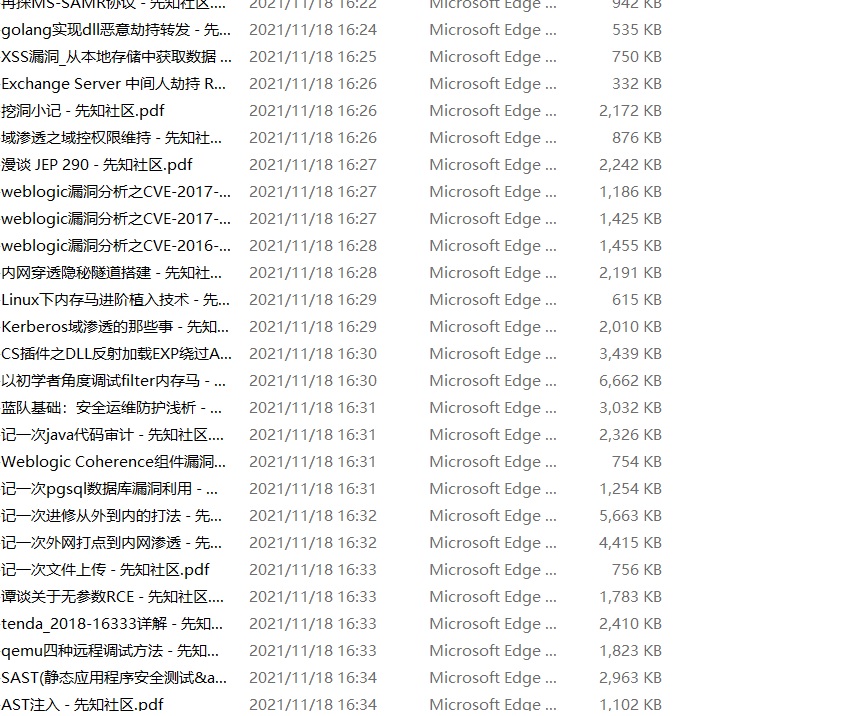 再探MS-SAMR协议 - 先知社区.... 2021/11/18 16:22 Microsoft Edge ... 942 KB
golang实现dll恶意劫持转发 - 先... 2021/11/18 16:24 Microsoft Edge ... 535 KB
XSS漏洞_从本地存储中获取数据 ... 2021/11/18 16:25 Microsoft Edge ... 750 KB
Exchange Server 中间人劫持 R... 2021/11/18 16:26 Microsoft Edge ... 332 KB
挖洞小记 - 先知社区.pdf 2021/11/18 16:26 Microsoft Edge ... 2,172 KB
域渗透之域控权限维持 - 先知社... 2021/11/18 16:26 Microsoft Edge ... 876 KB
漫谈 JEP 290 - 先知社区.pdf 2021/11/18 16:27 Microsoft Edge ... 2,242 KB
weblogic漏洞分析之CVE-2017-... 2021/11/18 16:27 Microsoft Edge ... 1,186 KB
weblogic漏洞分析之CVE-2017-... 2021/11/18 16:27 Microsoft Edge ... 1,425 KB
weblogic漏洞分析之CVE-2016-... 2021/11/18 16:28 Microsoft Edge ... 1,455 KB
内网穿透隐秘隧道搭建 - 先知社... 2021/11/18 16:28 Microsoft Edge ... 2,191 KB
Linux下内存马进阶植入技术 - 先... 2021/11/18 16:29 Microsoft Edge ... 615 KB
Kerberos域渗透的那些事 - 先知... 2021/11/18 16:29 Microsoft Edge ... 2,010 KB
CS插件之DLL反射加载EXP绕过A... 2021/11/18 16:30 Microsoft Edge ... 3,439 KB
以初学者角度调试filter内存马 - ... 2021/11/18 16:30 Microsoft Edge ... 6,662 KB
蓝队基础：安全运维防护浅析 - ... 2021/11/18 16:31 Microsoft Edge ... 3,032 KB
记一次java代码审计 - 先知社区.... 2021/11/18 16:31 Microsoft Edge ... 2,326 KB
Weblogic Coherence组件漏洞... 2021/11/18 16:31 Microsoft Edge ... 754 KB
记一次pgsql数据库漏洞利用 - ... 2021/11/18 16:31 Microsoft Edge ... 1,254 KB
记一次进修从外到内的打法 - 先... 2021/11/18 16:32 Microsoft Edge ... 5,663 KB
记一次外网打点到内网渗透 - 先... 2021/11/18 16:32 Microsoft Edge ... 4,415 KB
记一次文件上传 - 先知社区.pdf 2021/11/18 16:33 Microsoft Edge ... 756 KB
谭谈关于无参数RCE - 先知社区.... 2021/11/18 16:33 Microsoft Edge ... 1,783 KB
tenda_2018-16333详解 - 先知... 2021/11/18 16:33 Microsoft Edge ... 2,410 KB
qemu四种远程调试方法 - 先知... 2021/11/18 16:33 Microsoft Edge ... 1,823 KB
SAST(静态应用程序安全测试&a... 2021/11/18 16:34 Microsoft Edge ... 2,963 KB
AST注入 - 先知社区.pdf 2021/11/18 16:34 Microsoft Edge ... 1,102 KB